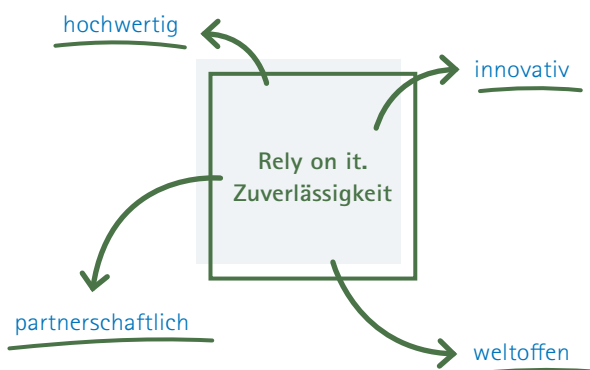 hochwertig
innovativ
Rely on it.
Zuverlässigkeit
partnerschaftlich
weltoffen